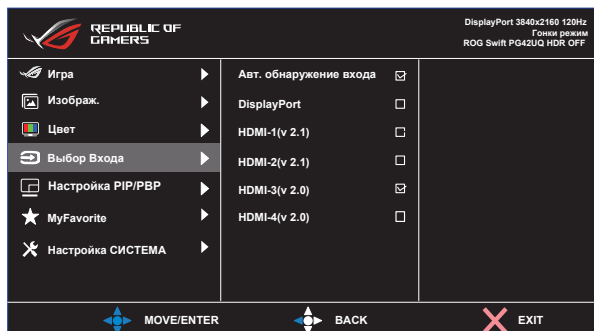 REPUBLIC OF
GAMERS
DisplayPort 3840x2160 120Hz
Гонки режим
ROG Swift PG42UQ HDR OFF
Игра
Изображ.
Цвет
Выбор Входа
Настройка PIP/PBP
MyFavorite
Настройка СИСТЕМА
Авт. обнаружение входа
DisplayPort
HDMI-1(v 2.1)
HDMI-2(v 2.1)
HDMI-3(v 2.0)
HDMI-4(v 2.0)
MOVE/ENTER
BACK
EXIT